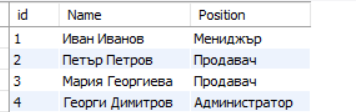 id Name Position
1 Иван Иванов Мениджър
2 Петър Петров Продавач
3 Мария Георгиева Продавач
4 Георги Димитров Администратор